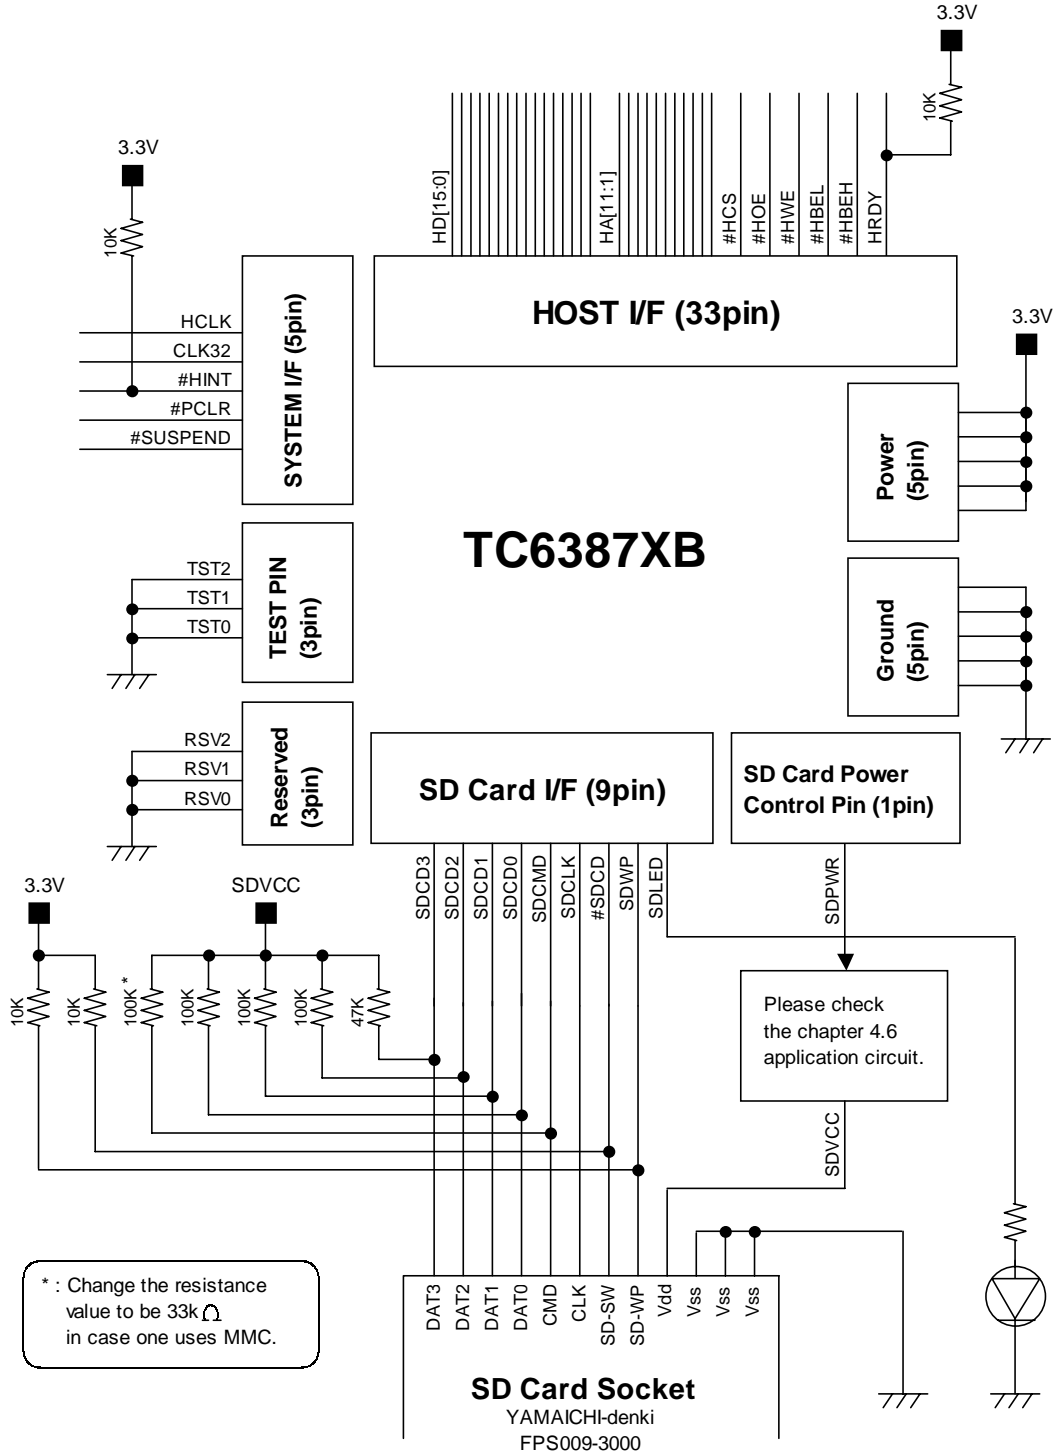 3.3V
10K
3.3V
10K
HD[15:0]
HA[11:1]
#HCS
#HOE
#HWE
#HBEL
#HBEH
HRDY
HOST I/F (33pin)
HCLK
CLK32
#HINT
#PCLR
#SUSPEND
SYSTEM I/F (5pin)
3.3V
Power
(5pin)
TC6387XB
TST2
TST1
TST0
TEST PIN
(3pin)
Ground
(5pin)
RSV2
RSV1
RSV0
Reserved
(3pin)
SD Card I/F (9pin)
SD Card Power
Control Pin (1pin)
SDCD3
SDCD2
SDCD1
SDCD0
SDCMD
SDCLK
#SDCD
SDWP
SDLED
SDPWR
3.3V
SDVCC
10K
10K
100K *
100K
100K
100K
47K
Please check
the chapter 4.6
application circuit.
SDVCC
* : Change the resistance
value to be 33kΩ
in case one uses MMC.
DAT3
DAT2
DAT1
DAT0
CMD
CLK
SD-SW
SD-WP
Vdd
Vss
Vss
Vss
SD Card Socket
YAMAICHI-denki
FPS009-3000